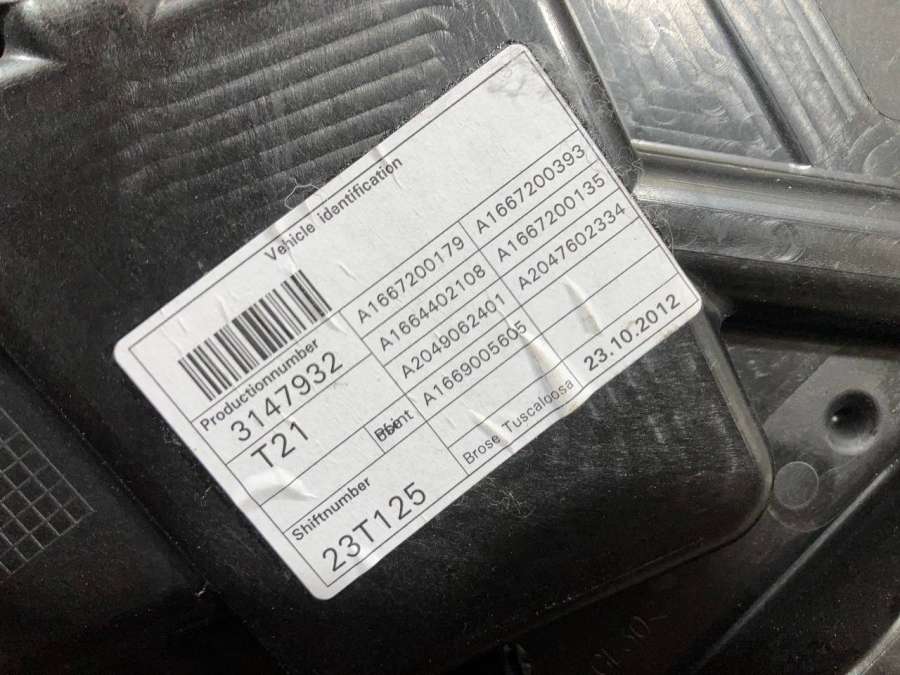 Vehicle identification
Productionnumber
3147932
T21
Shiftnumber
23T125
A1667200179 A1667200393
A1664402108 A1667200135
A2049062401 A2047602334
A1669005605
Brose Tuscaloosa 23.10.2012